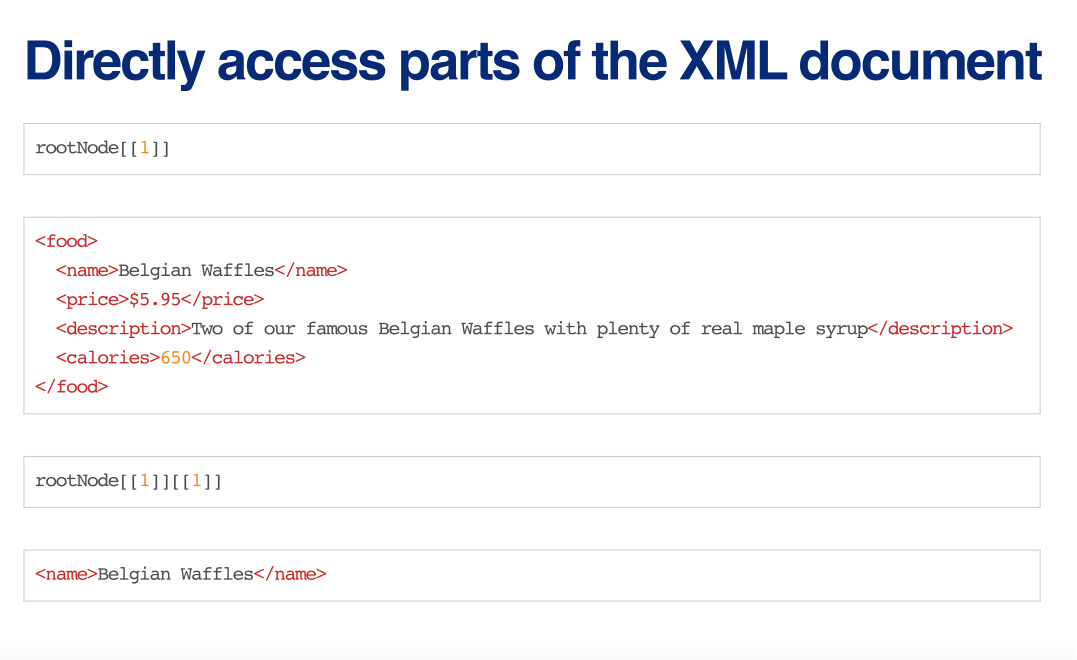 Directly access parts of the XML document
rootNode[[1]]
<food>
  <name>Belgian Waffles</name>
  <price>$5.95</price>
  <description>Two of our famous Belgian Waffles with plenty of real maple syrup</description>
  <calories>650</calories>
</food>
rootNode[[1]][[1]]
<name>Belgian Waffles</name>